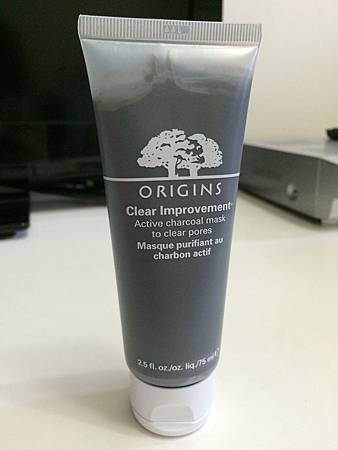 ORIGINS
Clear Improvement
Active charcoal mask
to clear pores
Masque purifiant au
charbon actif
2.5 fl. oz./oz. liq./75 ml ℮